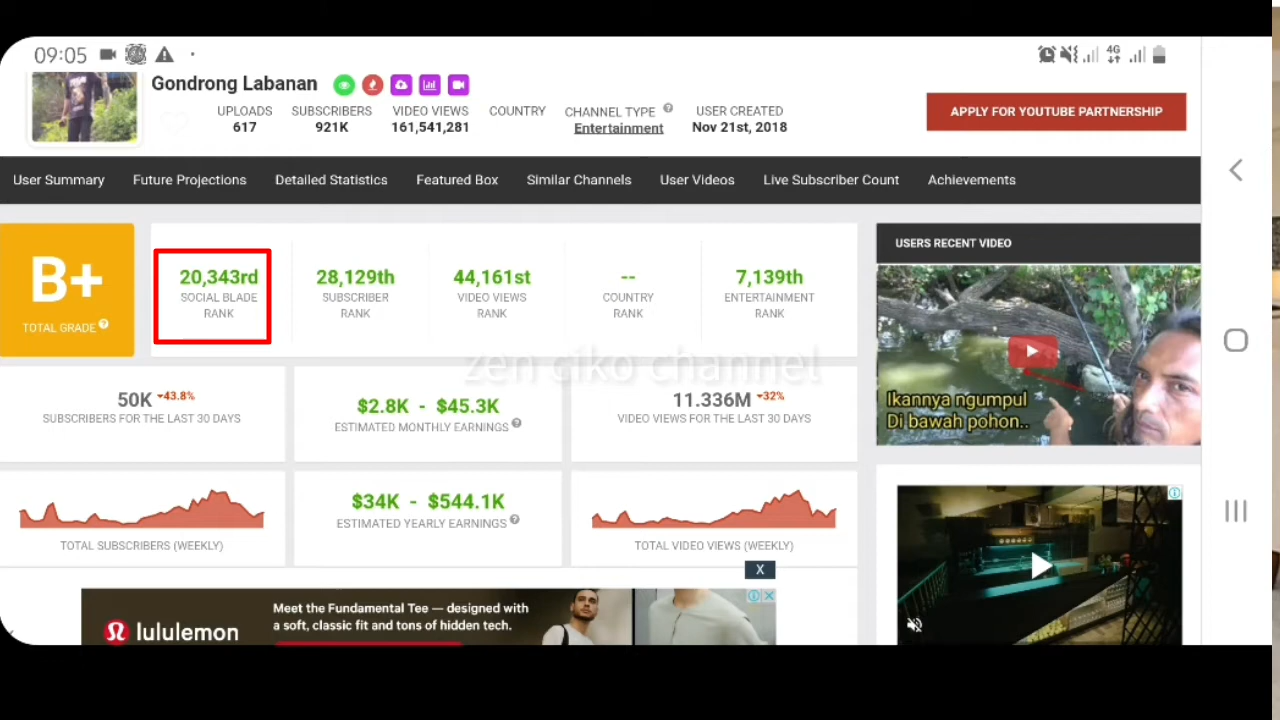 09:05
4G
Gondrong Labanan
UPLOADS
617
SUBSCRIBERS
921K
VIDEO VIEWS
161,541,281
COUNTRY
CHANNEL TYPE ?
Entertainment
USER CREATED
Nov 21st, 2018
APPLY FOR YOUTUBE PARTNERSHIP
User Summary
Future Projections
Detailed Statistics
Featured Box
Similar Channels
User Videos
Live Subscriber Count
Achievements
B+
TOTAL GRADE ?
20,343rd
SOCIAL BLADE
RANK
28,129th
SUBSCRIBER
RANK
44,161st
VIDEO VIEWS
RANK
--
COUNTRY
RANK
7,139th
ENTERTAINMENT
RANK
USERS RECENT VIDEO
Ikannya ngumpul
Di bawah pohon..
zen ciko channel
50K -43.8%
SUBSCRIBERS FOR THE LAST 30 DAYS
$2.8K - $45.3K
ESTIMATED MONTHLY EARNINGS ?
11.336M -32%
VIDEO VIEWS FOR THE LAST 30 DAYS
TOTAL SUBSCRIBERS (WEEKLY)
$34K - $544.1K
ESTIMATED YEARLY EARNINGS ?
TOTAL VIDEO VIEWS (WEEKLY)
X
lululemon
Meet the Fundamental Tee — designed with
a soft, classic fit and tons of hidden tech.